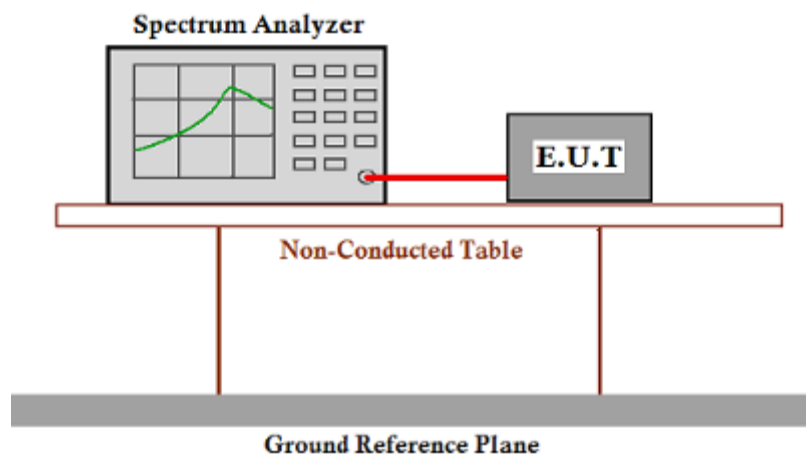 Spectrum Analyzer
E.U.T
Non-Conducted Table
Ground Reference Plane